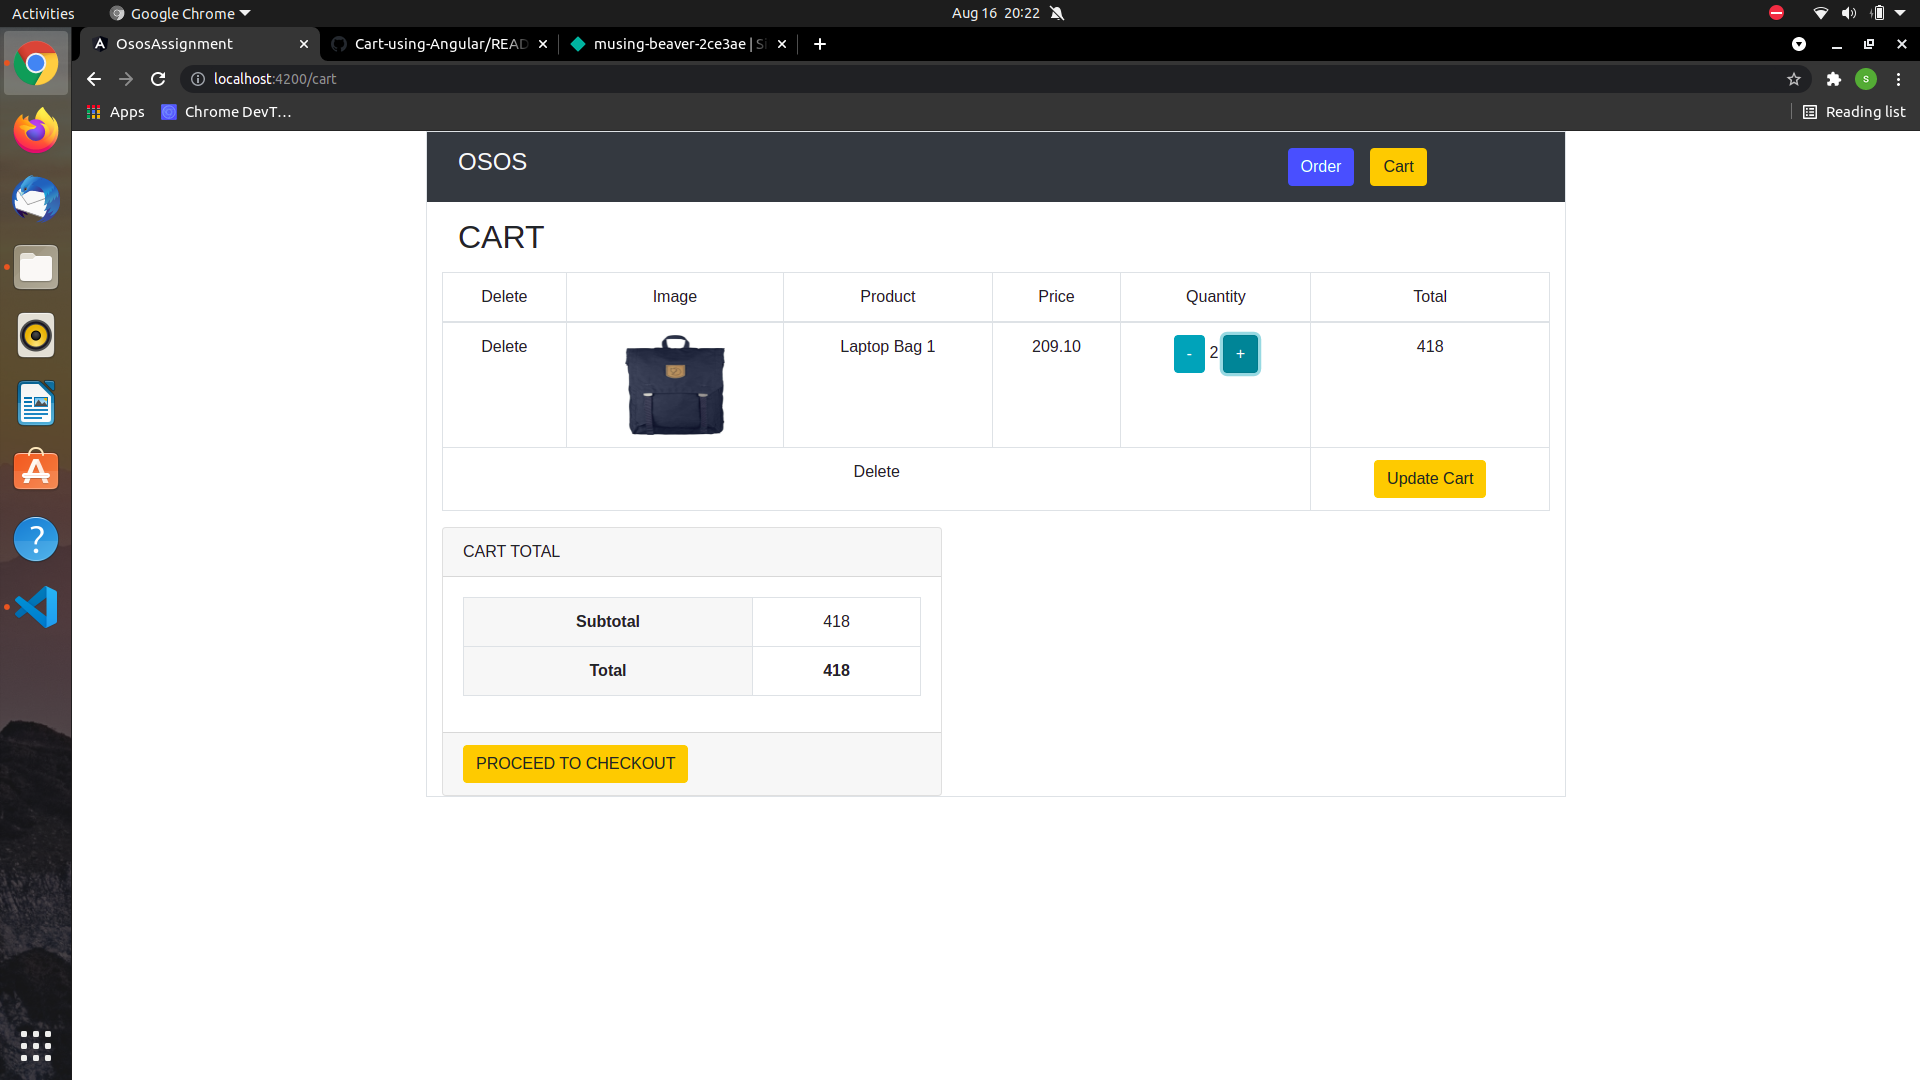 Activities
Google Chrome
Aug 16 20:22
OsosAssignment
Cart-using-Angular/READ
musing-beaver-2ce3ae | Si
localhost:4200/cart
S
Apps
Chrome DevT…
Reading list
OSOS
Order
Cart
CART
Delete Image Product Price Quantity Total
Delete Laptop Bag 1 209.10 - 2 + 418
Delete
Update Cart
CART TOTAL
Subtotal 418
Total 418
PROCEED TO CHECKOUT